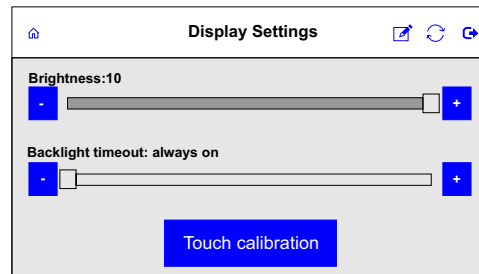 Display Settings
Brightness:10
- +
Backlight timeout: always on
- +
Touch calibration